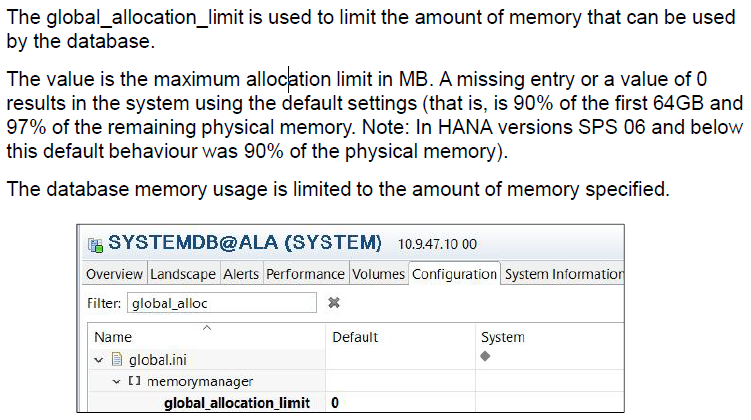 The global_allocation_limit is used to limit the amount of memory that can be used
by the database.
The value is the maximum allocation limit in MB. A missing entry or a value of 0
results in the system using the default settings (that is, is 90% of the first 64GB and
97% of the remaining physical memory. Note: In HANA versions SPS 06 and below
this default behaviour was 90% of the physical memory).
The database memory usage is limited to the amount of memory specified.
SYSTEMDB@ALA (SYSTEM) 10.9.47.10 00
Overview Landscape Alerts Performance Volumes Configuration System Information
Filter: global_alloc
Name Default System
global.ini
[] memorymanager
global_allocation_limit 0